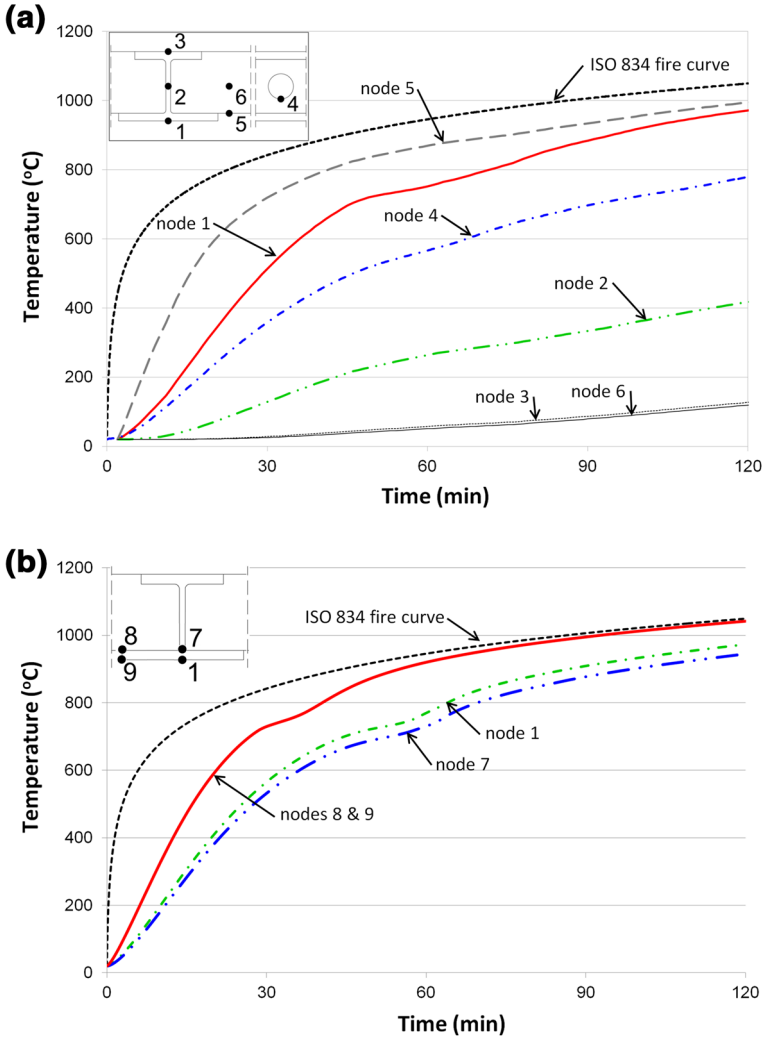 (a)
1200
1000
800
600
400
200
0
Temperature (ºC)
3
2
6
4
1
5
ISO 834 fire curve
node 5
node 1
node 4
node 2
node 3
node 6
0
30
60
90
120
Time (min)
(b)
1200
1000
800
600
400
200
0
Temperature (ºC)
8
7
9
1
ISO 834 fire curve
node 1
node 7
nodes 8 & 9
0
30
60
90
120
Time (min)